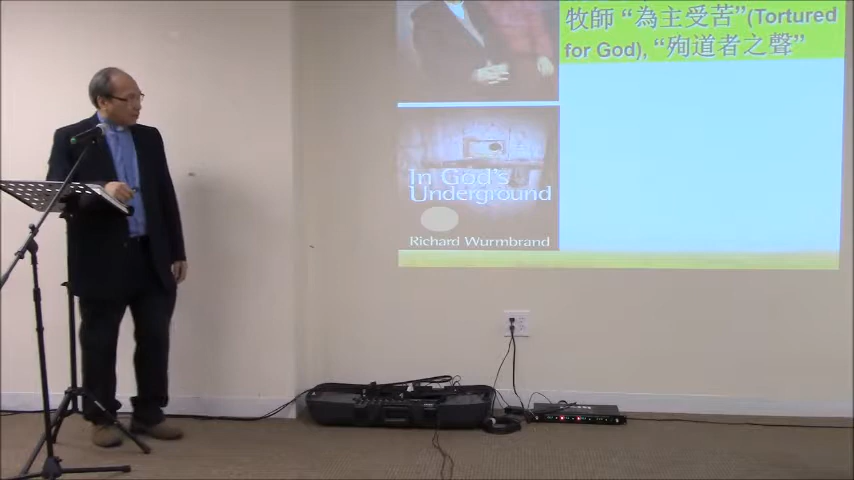 牧師 “為主受苦”(Tortured
for God), “殉道者之聲”
In God's
Underground
Richard Wurmbrand